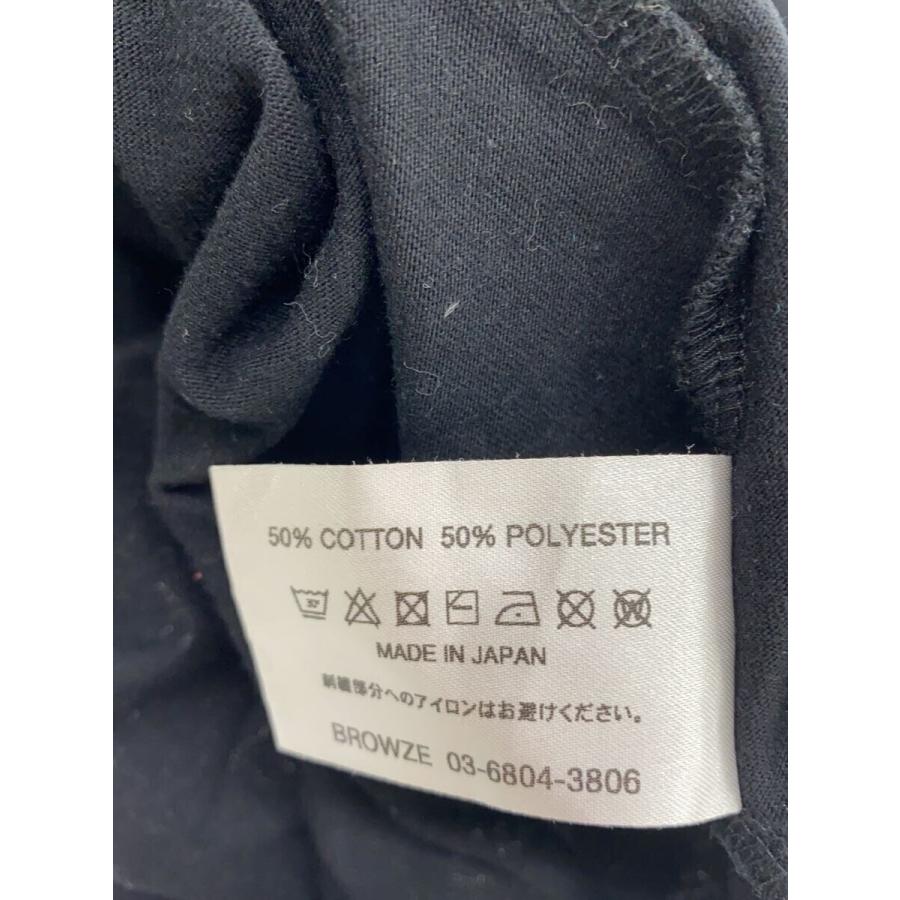 50% COTTON 50% POLYESTER
30°
W
MADE IN JAPAN
刺繍部分へのアイロンはお避けください。
BROWZE 03-6804-3806